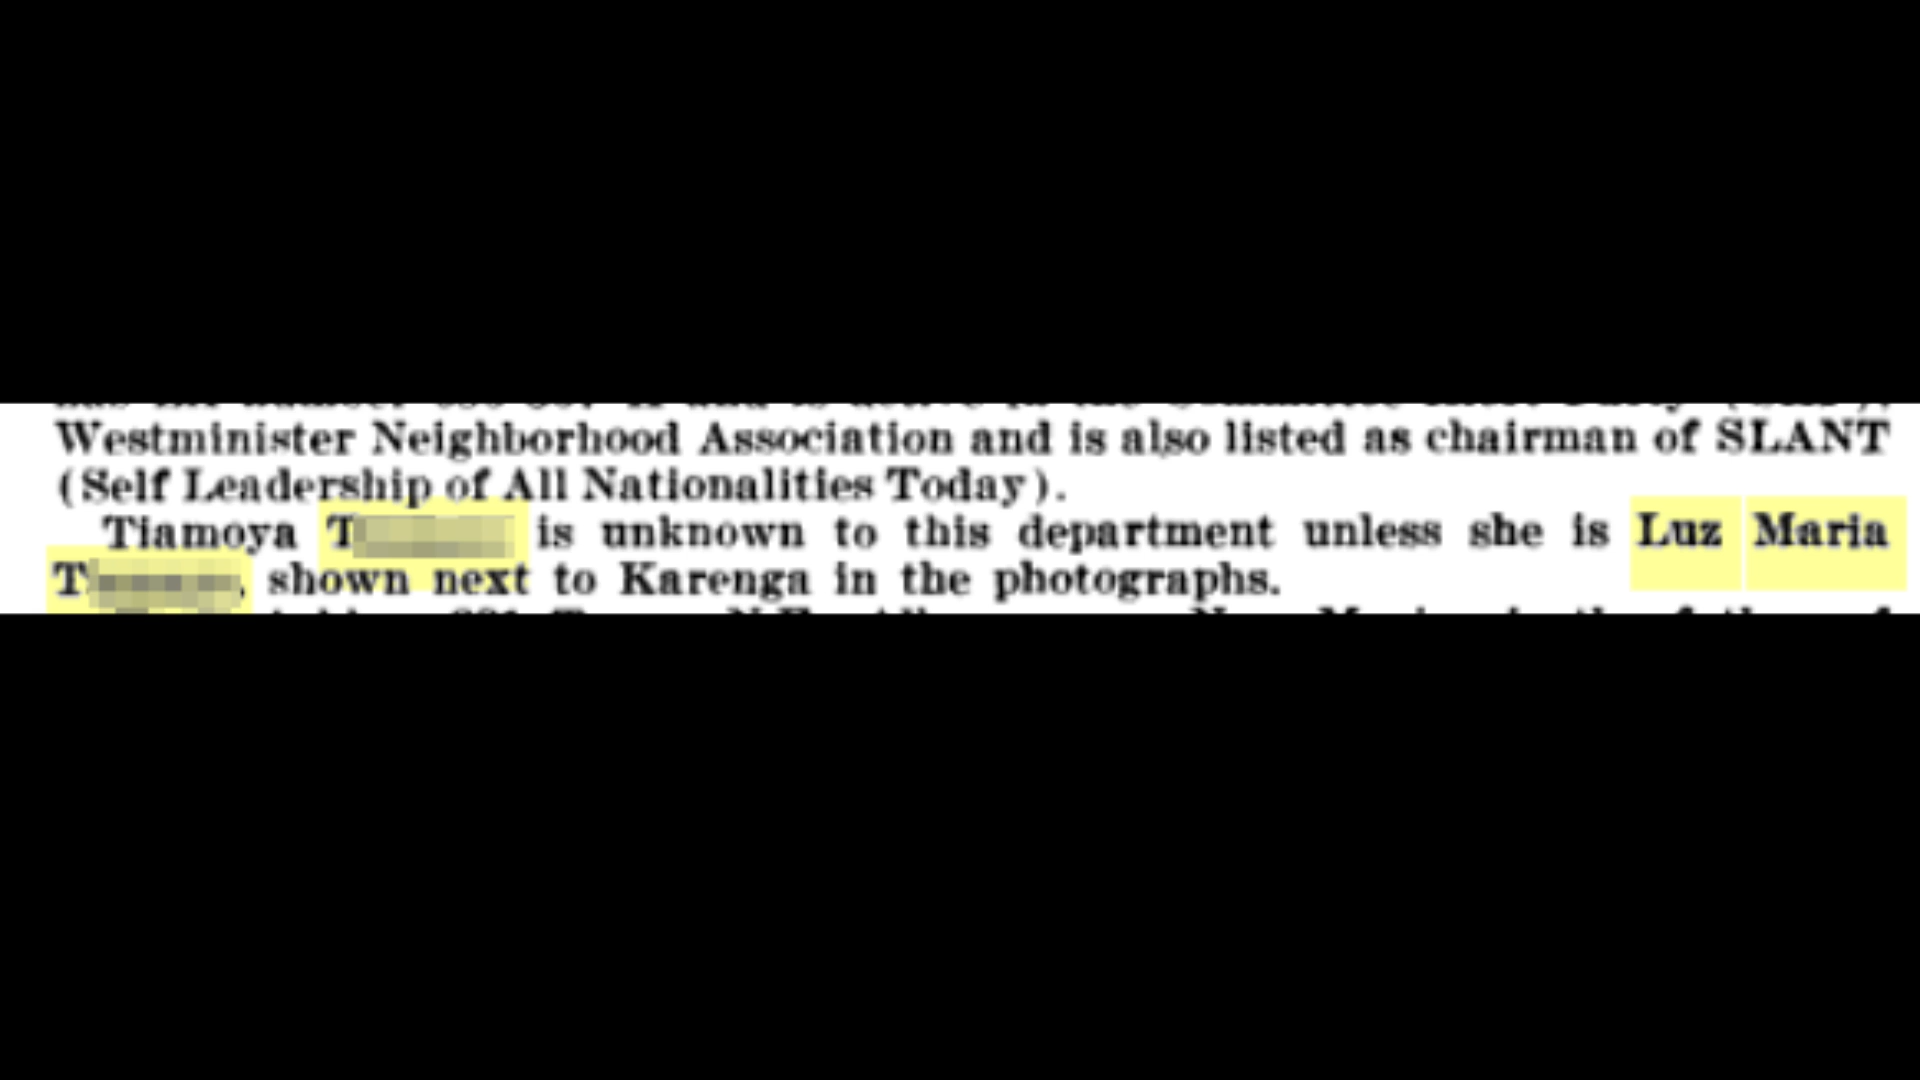 Westminister Neighborhood Association and is also listed as chairman of SLANT
(Self Leadership of All Nationalities Today).
Tiamoya T is unknown to this department unless she is Luz Maria
T, shown next to Karenga in the photographs.